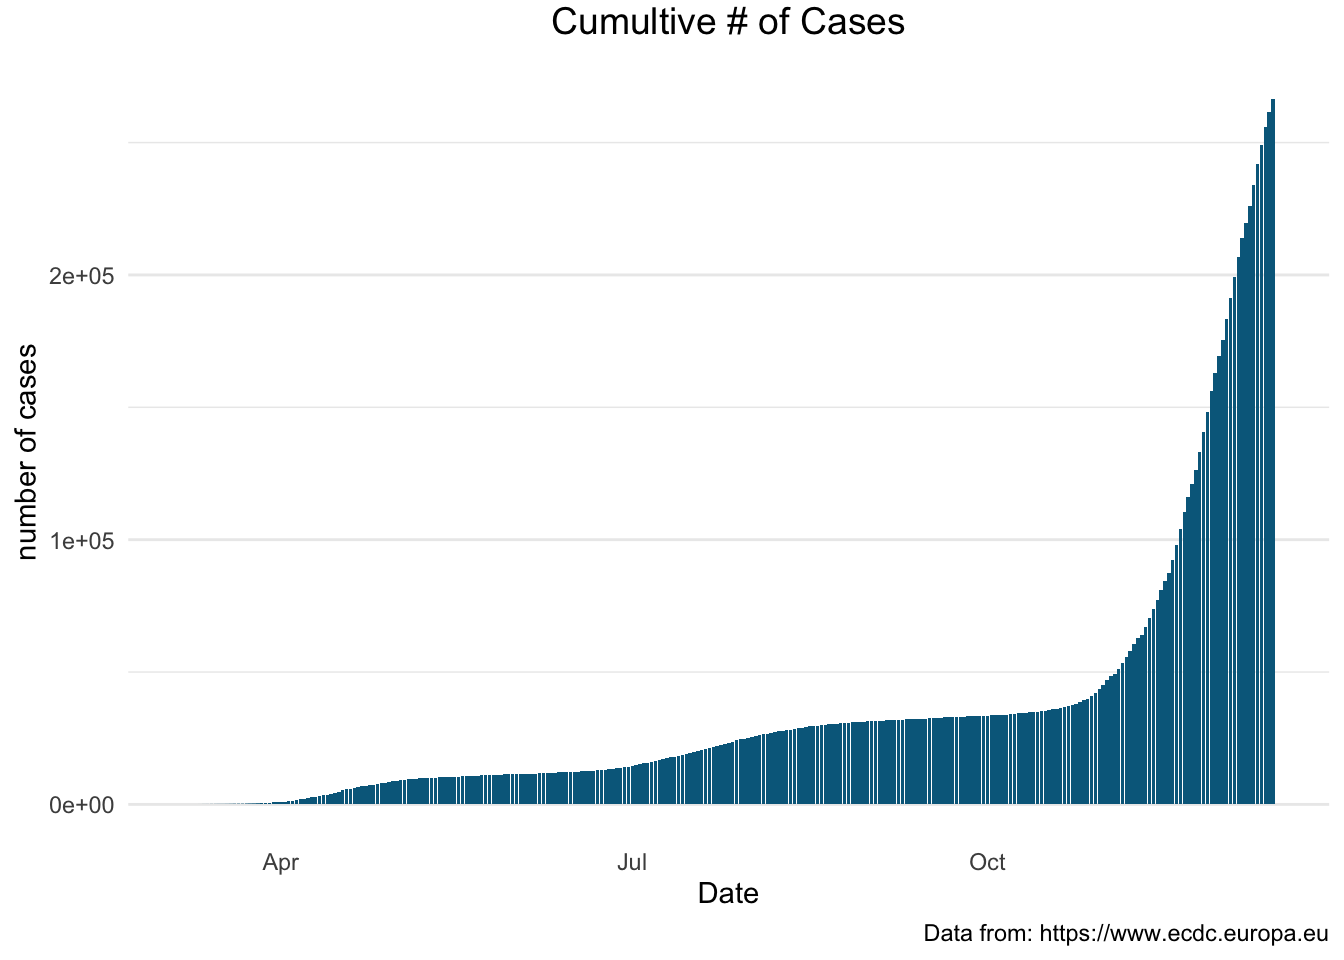 Cumultive # of Cases
number of cases
2e+05
1e+05
0e+00
Apr Jul Oct
Date
Data from: https://www.ecdc.europa.eu